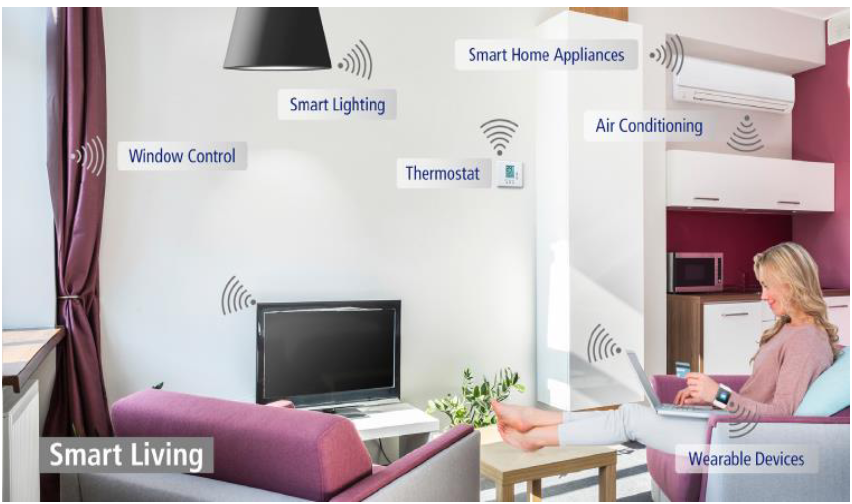 Smart Home Appliances
Smart Lighting
Air Conditioning
Window Control
Thermostat
Smart Living
Wearable Devices